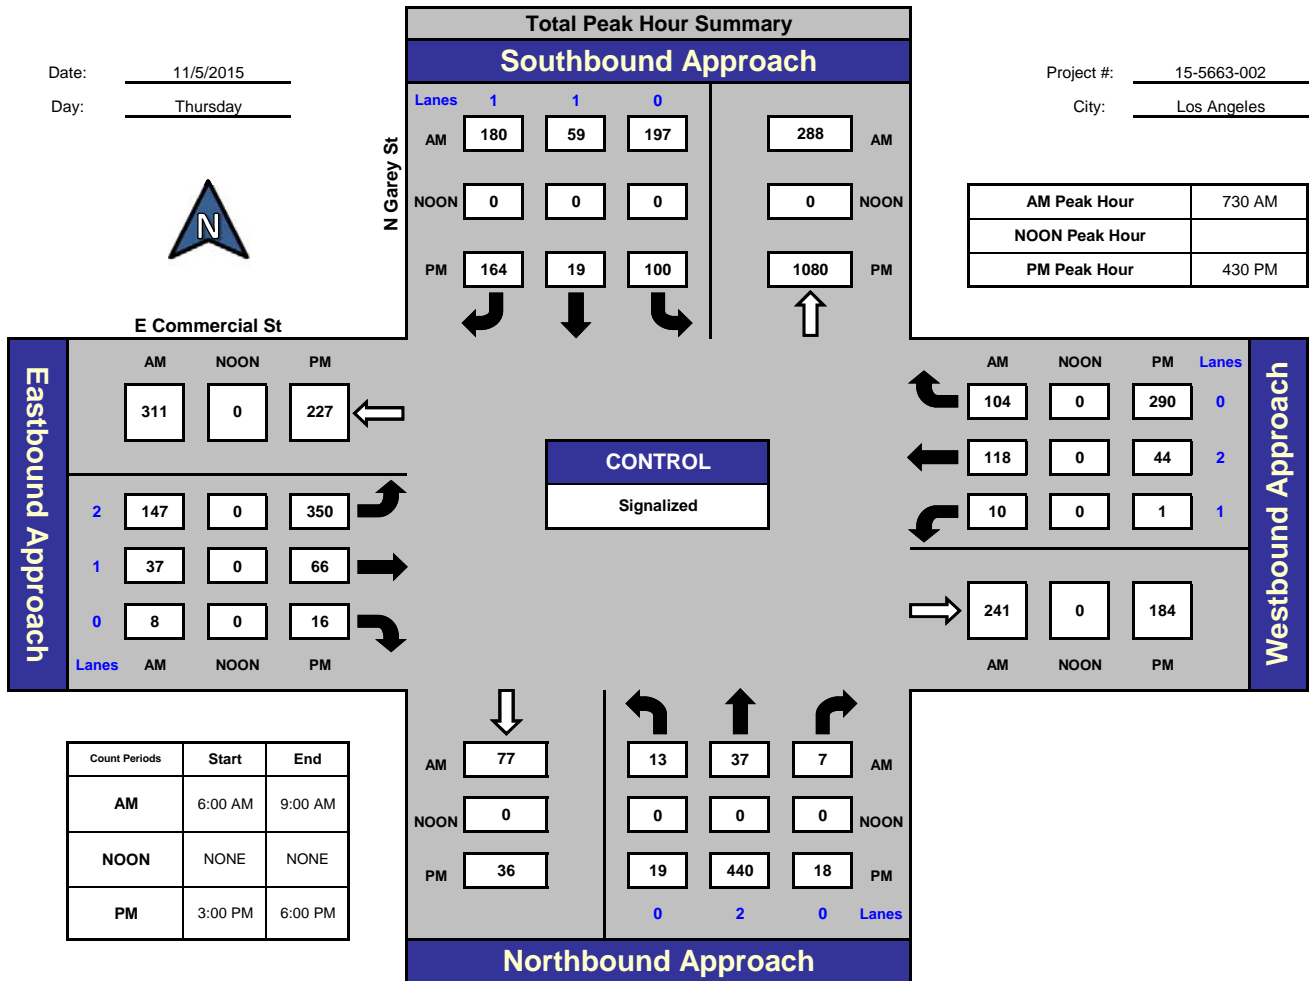 Total Peak Hour Summary
Southbound Approach
Date: 11/5/2015
Day: Thursday
Project #: 15-5663-002
City: Los Angeles
N
N Garey St
Lanes 1 1 0
AM 180 59 197 288 AM
NOON 0 0 0 0 NOON
PM 164 19 100 1080 PM
AM Peak Hour 730 AM
NOON Peak Hour
PM Peak Hour 430 PM
E Commercial St
Eastbound Approach
AM NOON PM
311 0 227
2 147 0 350
1 37 0 66
0 8 0 16
Lanes AM NOON PM
CONTROL
Signalized
AM NOON PM Lanes
104 0 290 0
118 0 44 2
10 0 1 1
241 0 184
AM NOON PM
Westbound Approach
Count Periods Start End
AM 6:00 AM 9:00 AM
NOON NONE NONE
PM 3:00 PM 6:00 PM
AM 77 13 37 7 AM
NOON 0 0 0 0 NOON
PM 36 19 440 18 PM
0 2 0 Lanes
Northbound Approach